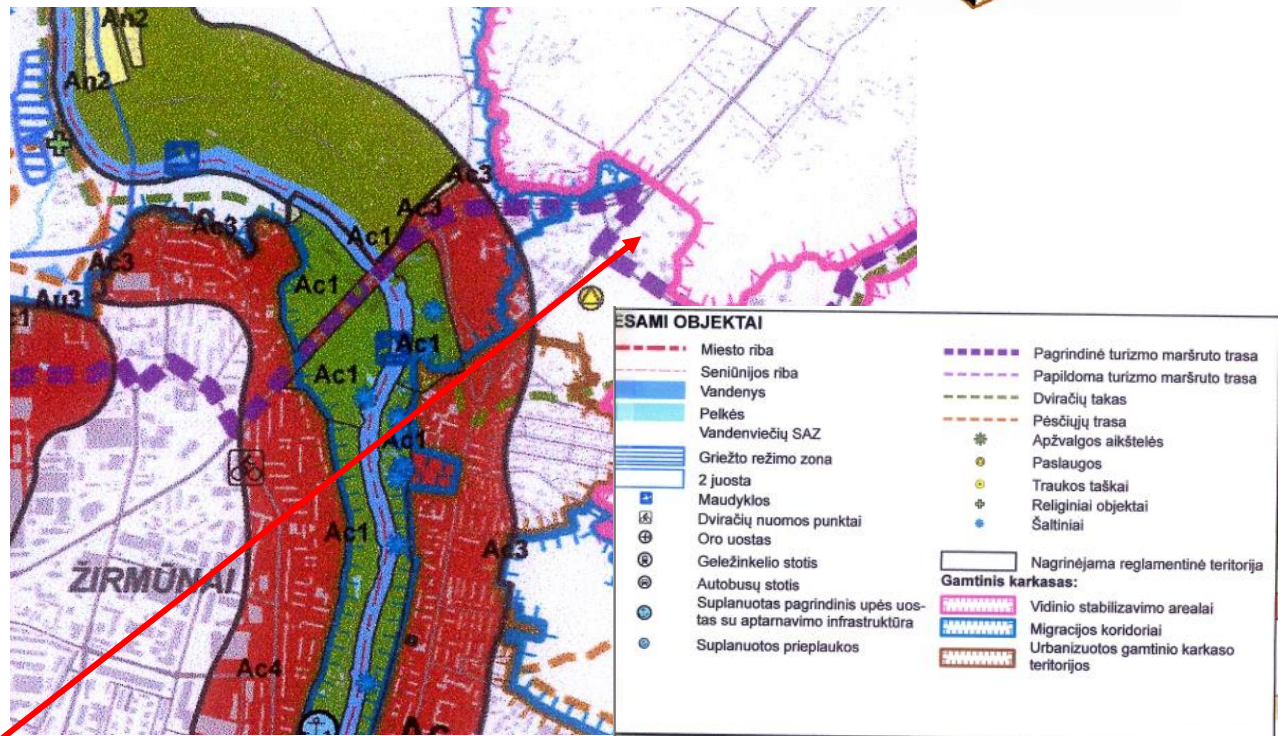 An2
An2
Ac3
Ac3
Ac1
Ac3
Ac3
Ac1
Au3
Ac1
Ac1
Ac1
Ac1
Ac3
ŽIRMŪNAI
Ac4
Ac
ESAMI OBJEKTAI
Miesto riba
Seniūnijos riba
Vandenys
Pelkės
Vandenviečių SAZ
Griežto režimo zona
2 juosta
Maudyklos
Dviračių nuomos punktai
Oro uostas
Geležinkelio stotis
Autobusų stotis
Suplanuotas pagrindinis upės uos-
tas su aptarnavimo infrastruktūra
Suplanuotos prieplaukos
Pagrindinė turizmo maršruto trasa
Papildoma turizmo maršruto trasa
Dviračių takas
Pėsčiųjų trasa
Apžvalgos aikštelės
Paslaugos
Traukos taškai
Religiniai objektai
Šaltiniai
Nagrinėjama reglamentinė teritorija
Gamtinis karkasas:
Vidinio stabilizavimo arealai
Migracijos koridoriai
Urbanizuotos gamtinio karkaso
teritorijos